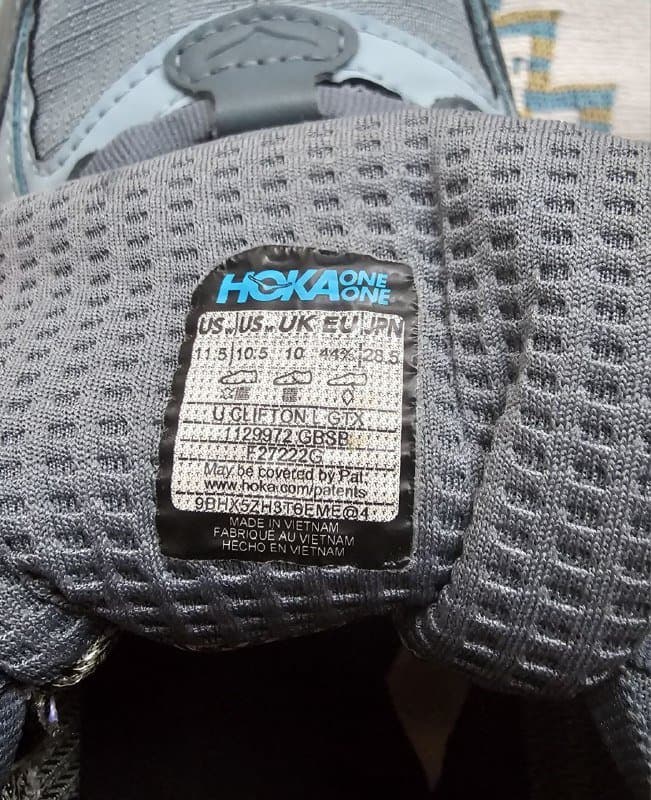 HOKA ONE ONE
US US UK EU JPN
11.5 10.5 10 44⅔ 28.5
U CLIFTON L GTX
1129972 GBSB
F27222G
May be covered by Pat.
www.hoka.com/patents
9BHX5ZH3T6EME@4
MADE IN VIETNAM
FABRIQUÉ AU VIETNAM
HECHO EN VIETNAM